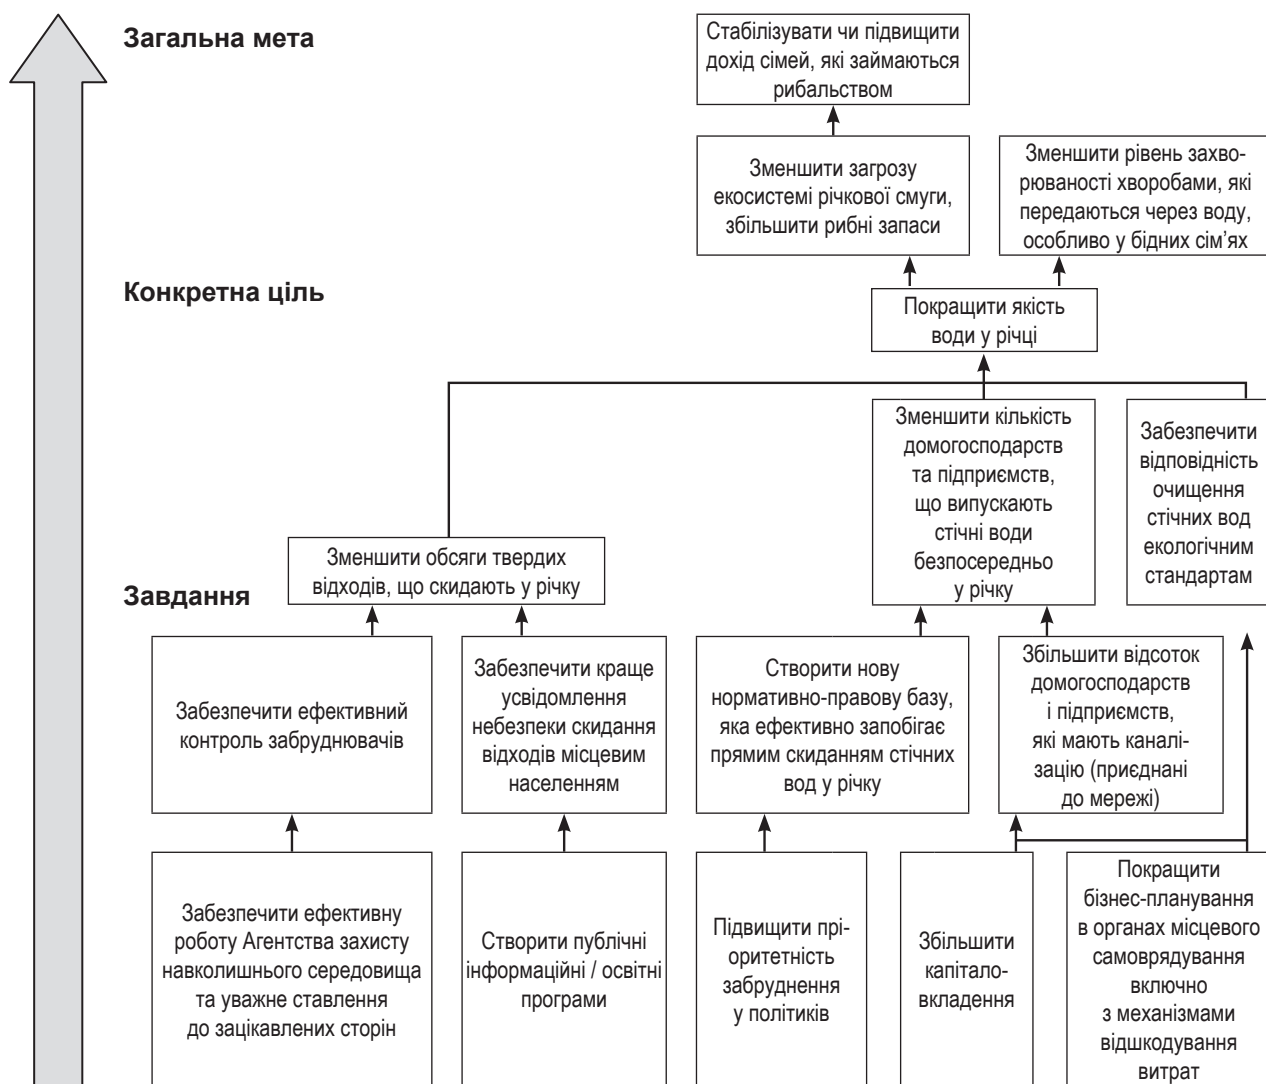 Загальна мета
Стабілізувати чи підвищити
дохід сімей, які займаються
рибальством
Зменшити загрозу
екосистемі річкової смуги,
збільшити рибні запаси
Зменшити рівень захво-
рюваності хворобами, які
передаються через воду,
особливо у бідних сім’ях
Конкретна ціль
Покращити якість
води у річці
Зменшити кількість
домогосподарств
та підприємств,
що випускають
стічні води
безпосередньо
у річку
Забезпечити
відповідність
очищення
стічних вод
екологічним
стандартам
Зменшити обсяги твердих
відходів, що скидають у річку
Завдання
Забезпечити ефективний
контроль забруднювачів
Забезпечити краще
усвідомлення
небезпеки скидання
відходів місцевим
населенням
Створити нову
нормативно-правову базу,
яка ефективно запобігає
прямим скиданням стічних
вод у річку
Збільшити відсоток
домогосподарств
і підприємств,
які мають каналі-
зацію (приєднані
до мережі)
Забезпечити ефективну
роботу Агентства захисту
навколишнього середовища
та уважне ставлення
до зацікавлених сторін
Створити публічні
інформаційні / освітні
програми
Підвищити прі-
оритетність
забруднення
у політиків
Збільшити
капітало-
вкладення
Покращити
бізнес-планування
в органах місцевого
самоврядування
включно
з механізмами
відшкодування
витрат